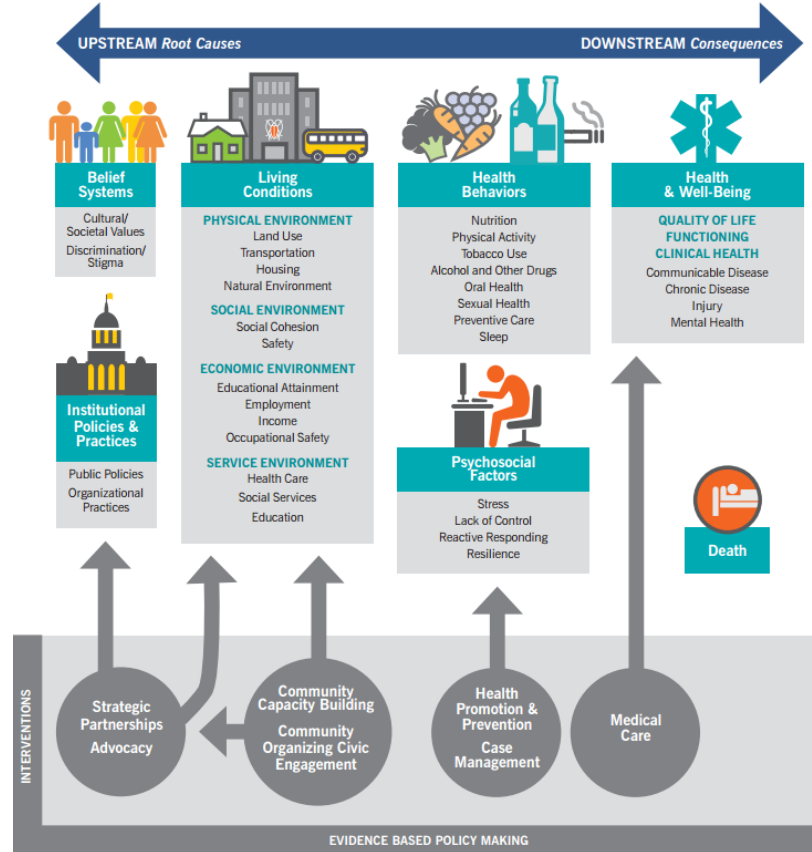 UPSTREAM Root Causes
DOWNSTREAM Consequences
Belief
Systems
Cultural/
Societal Values
Discrimination/
Stigma
Institutional
Policies &
Practices
Public Policies
Organizational
Practices
Living
Conditions
PHYSICAL ENVIRONMENT
Land Use
Transportation
Housing
Natural Environment
SOCIAL ENVIRONMENT
Social Cohesion
Safety
ECONOMIC ENVIRONMENT
Educational Attainment
Employment
Income
Occupational Safety
SERVICE ENVIRONMENT
Health Care
Social Services
Education
Health
Behaviors
Nutrition
Physical Activity
Tobacco Use
Alcohol and Other Drugs
Oral Health
Sexual Health
Preventive Care
Sleep
Psychosocial
Factors
Stress
Lack of Control
Reactive Responding
Resilience
Health
& Well-Being
QUALITY OF LIFE
FUNCTIONING
CLINICAL HEALTH
Communicable Disease
Chronic Disease
Injury
Mental Health
Death
INTERVENTIONS
Strategic
Partnerships
Advocacy
Community
Capacity Building
Community
Organizing Civic
Engagement
Health
Promotion &
Prevention
Case
Management
Medical
Care
EVIDENCE BASED POLICY MAKING